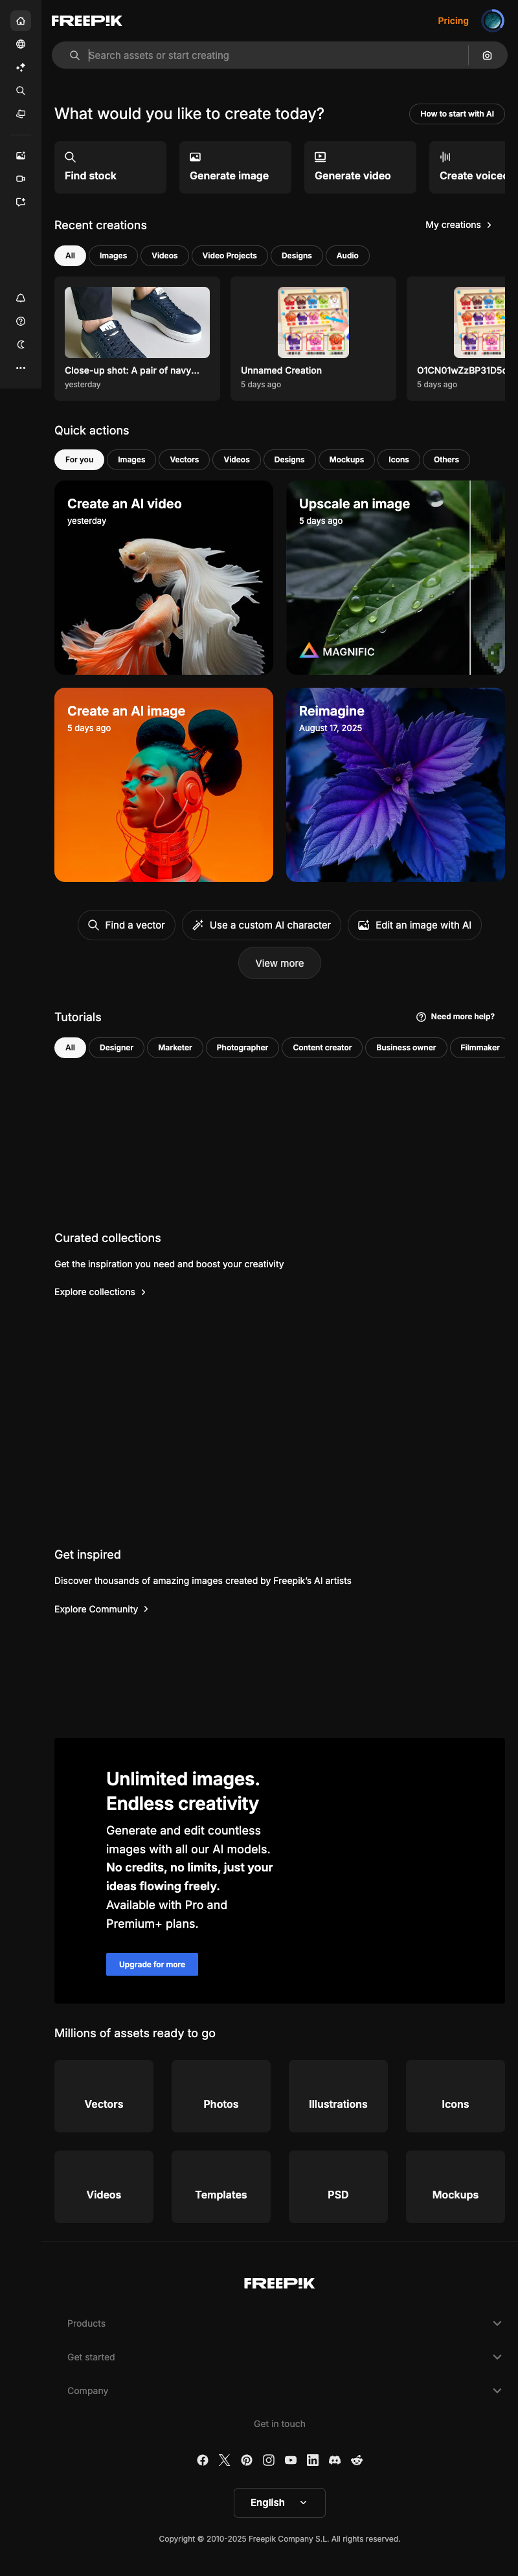 FREEPIK
Pricing
Search assets or start creating
What would you like to create today?
How to start with AI
Find stock
Generate image
Generate video
Create voiceo
Recent creations
My creations
All
Images
Videos
Video Projects
Designs
Audio
Close-up shot: A pair of navy...
yesterday
Unnamed Creation
5 days ago
O1CN01wZzBP31D5c
5 days ago
Quick actions
For you
Images
Vectors
Videos
Designs
Mockups
Icons
Others
Create an AI video
yesterday
Upscale an image
5 days ago
MAGNIFIC
Create an AI image
5 days ago
Reimagine
August 17, 2025
Find a vector
Use a custom AI character
Edit an image with AI
View more
Tutorials
Need more help?
All
Designer
Marketer
Photographer
Content creator
Business owner
Filmmaker
Curated collections
Get the inspiration you need and boost your creativity
Explore collections
Get inspired
Discover thousands of amazing images created by Freepik's AI artists
Explore Community
Unlimited images.
Endless creativity
Generate and edit countless
images with all our AI models.
No credits, no limits, just your
ideas flowing freely.
Available with Pro and
Premium+ plans.
Upgrade for more
Millions of assets ready to go
Vectors
Photos
Illustrations
Icons
Videos
Templates
PSD
Mockups
FREEPIK
Products
Get started
Company
Get in touch
English
Copyright © 2010-2025 Freepik Company S.L. All rights reserved.